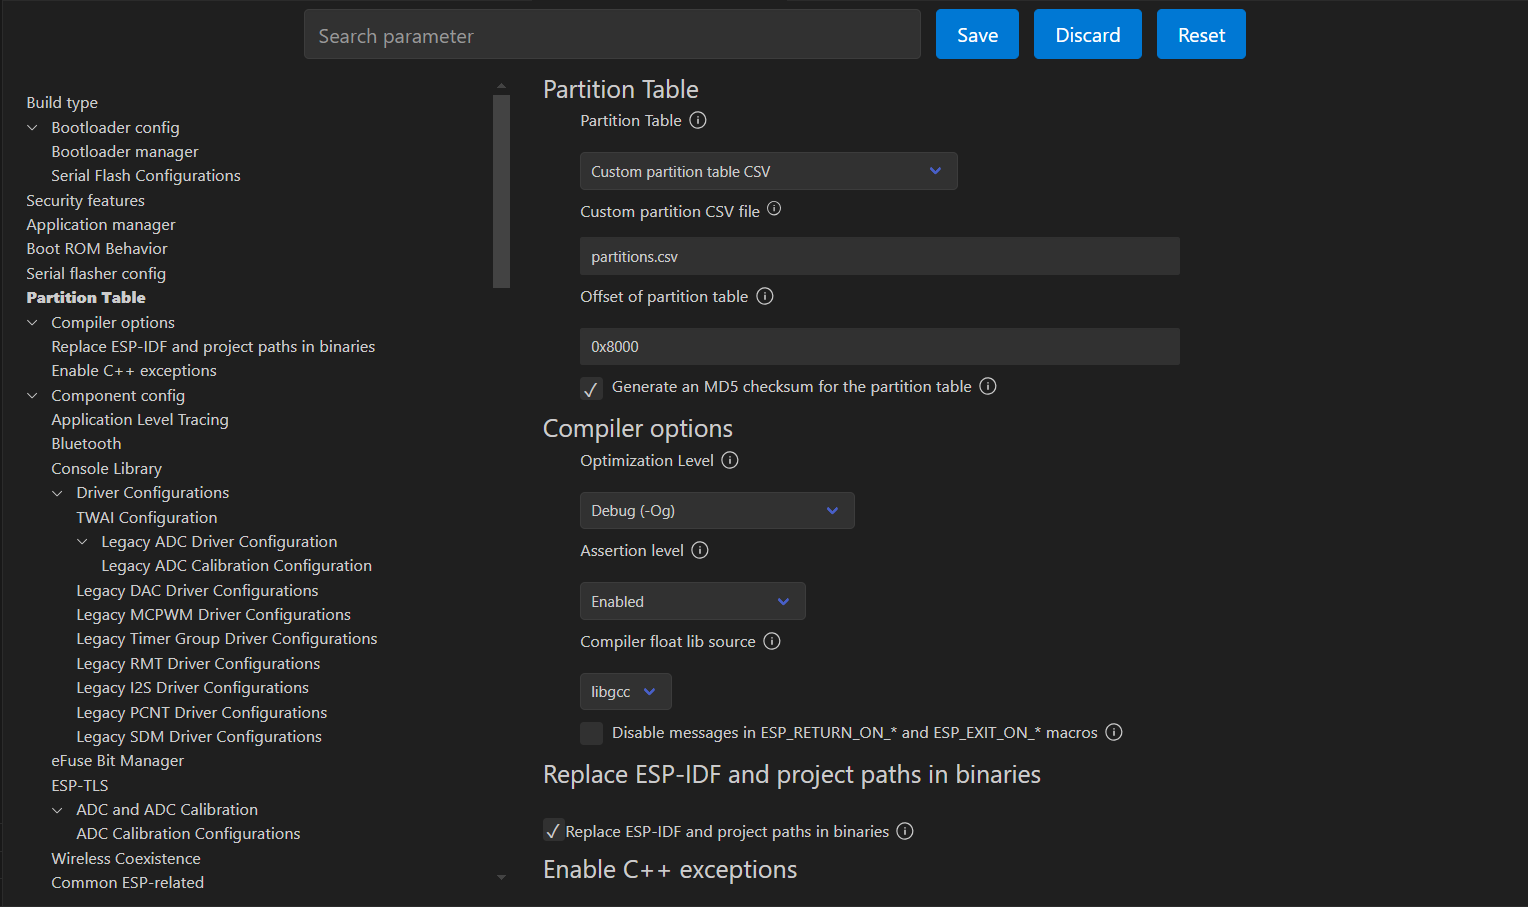 Search parameter
Save
Discard
Reset
Build type
Bootloader config
Bootloader manager
Serial Flash Configurations
Security features
Application manager
Boot ROM Behavior
Serial flasher config
Partition Table
Compiler options
Replace ESP-IDF and project paths in binaries
Enable C++ exceptions
Component config
Application Level Tracing
Bluetooth
Console Library
Driver Configurations
TWAI Configuration
Legacy ADC Driver Configuration
Legacy ADC Calibration Configuration
Legacy DAC Driver Configurations
Legacy MCPWM Driver Configurations
Legacy Timer Group Driver Configurations
Legacy RMT Driver Configurations
Legacy I2S Driver Configurations
Legacy PCNT Driver Configurations
Legacy SDM Driver Configurations
eFuse Bit Manager
ESP-TLS
ADC and ADC Calibration
ADC Calibration Configurations
Wireless Coexistence
Common ESP-related
Partition Table
Partition Table
Custom partition table CSV
Custom partition CSV file
partitions.csv
Offset of partition table
0x8000
Generate an MD5 checksum for the partition table
Compiler options
Optimization Level
Debug (-Og)
Assertion level
Enabled
Compiler float lib source
libgcc
Disable messages in ESP_RETURN_ON_* and ESP_EXIT_ON_* macros
Replace ESP-IDF and project paths in binaries
Replace ESP-IDF and project paths in binaries
Enable C++ exceptions